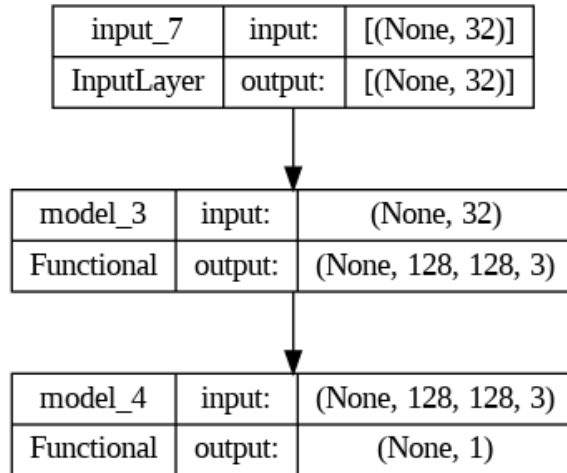 input_7 input: [(None, 32)]
InputLayer output: [(None, 32)]
model_3 input: (None, 32)
Functional output: (None, 128, 128, 3)
model_4 input: (None, 128, 128, 3)
Functional output: (None, 1)